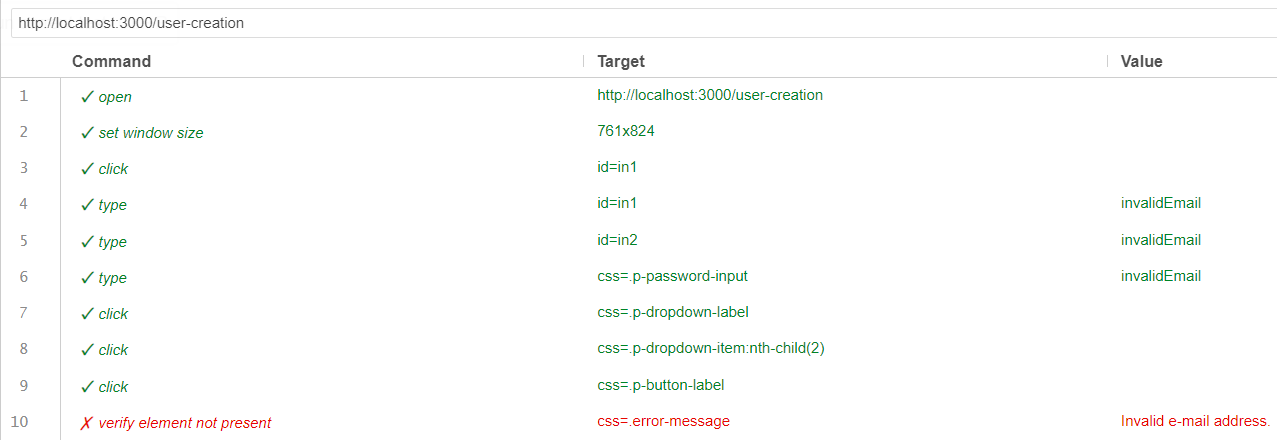 http://localhost:3000/user-creation
Command Target Value
1 ✓ open http://localhost:3000/user-creation
2 ✓ set window size 761x824
3 ✓ click id=in1
4 ✓ type id=in1 invalidEmail
5 ✓ type id=in2 invalidEmail
6 ✓ type css=.p-password-input invalidEmail
7 ✓ click css=.p-dropdown-label
8 ✓ click css=.p-dropdown-item:nth-child(2)
9 ✓ click css=.p-button-label
10 ✗ verify element not present css=.error-message Invalid e-mail address.